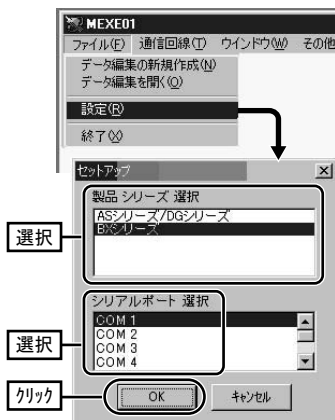 MEXE01
ファイル(F) 通信回線(T) ウインドウ(W) その他
データ編集の新規作成(N)
データ編集を開く(O)
設定(R)
終了(X)
セットアップ
製品 シリーズ 選択
ASシリーズ/DGシリーズ
BXシリーズ
選択
シリアルポート 選択
COM 1
COM 2
COM 3
COM 4
選択
クリック
OK キャンセル